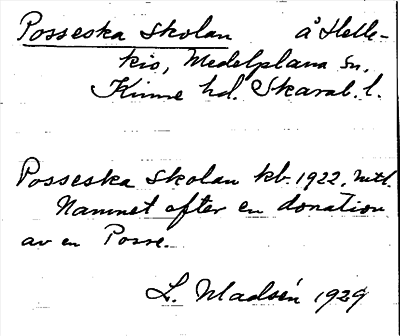 Posseska skolan å Helle-
kis, Medelplana sn.
Kinne hd. Skarab. l.
Posseska skolan kb. 1922. mtl.
Namnet efter en donation
av en Posse.
L. Madsén 1929